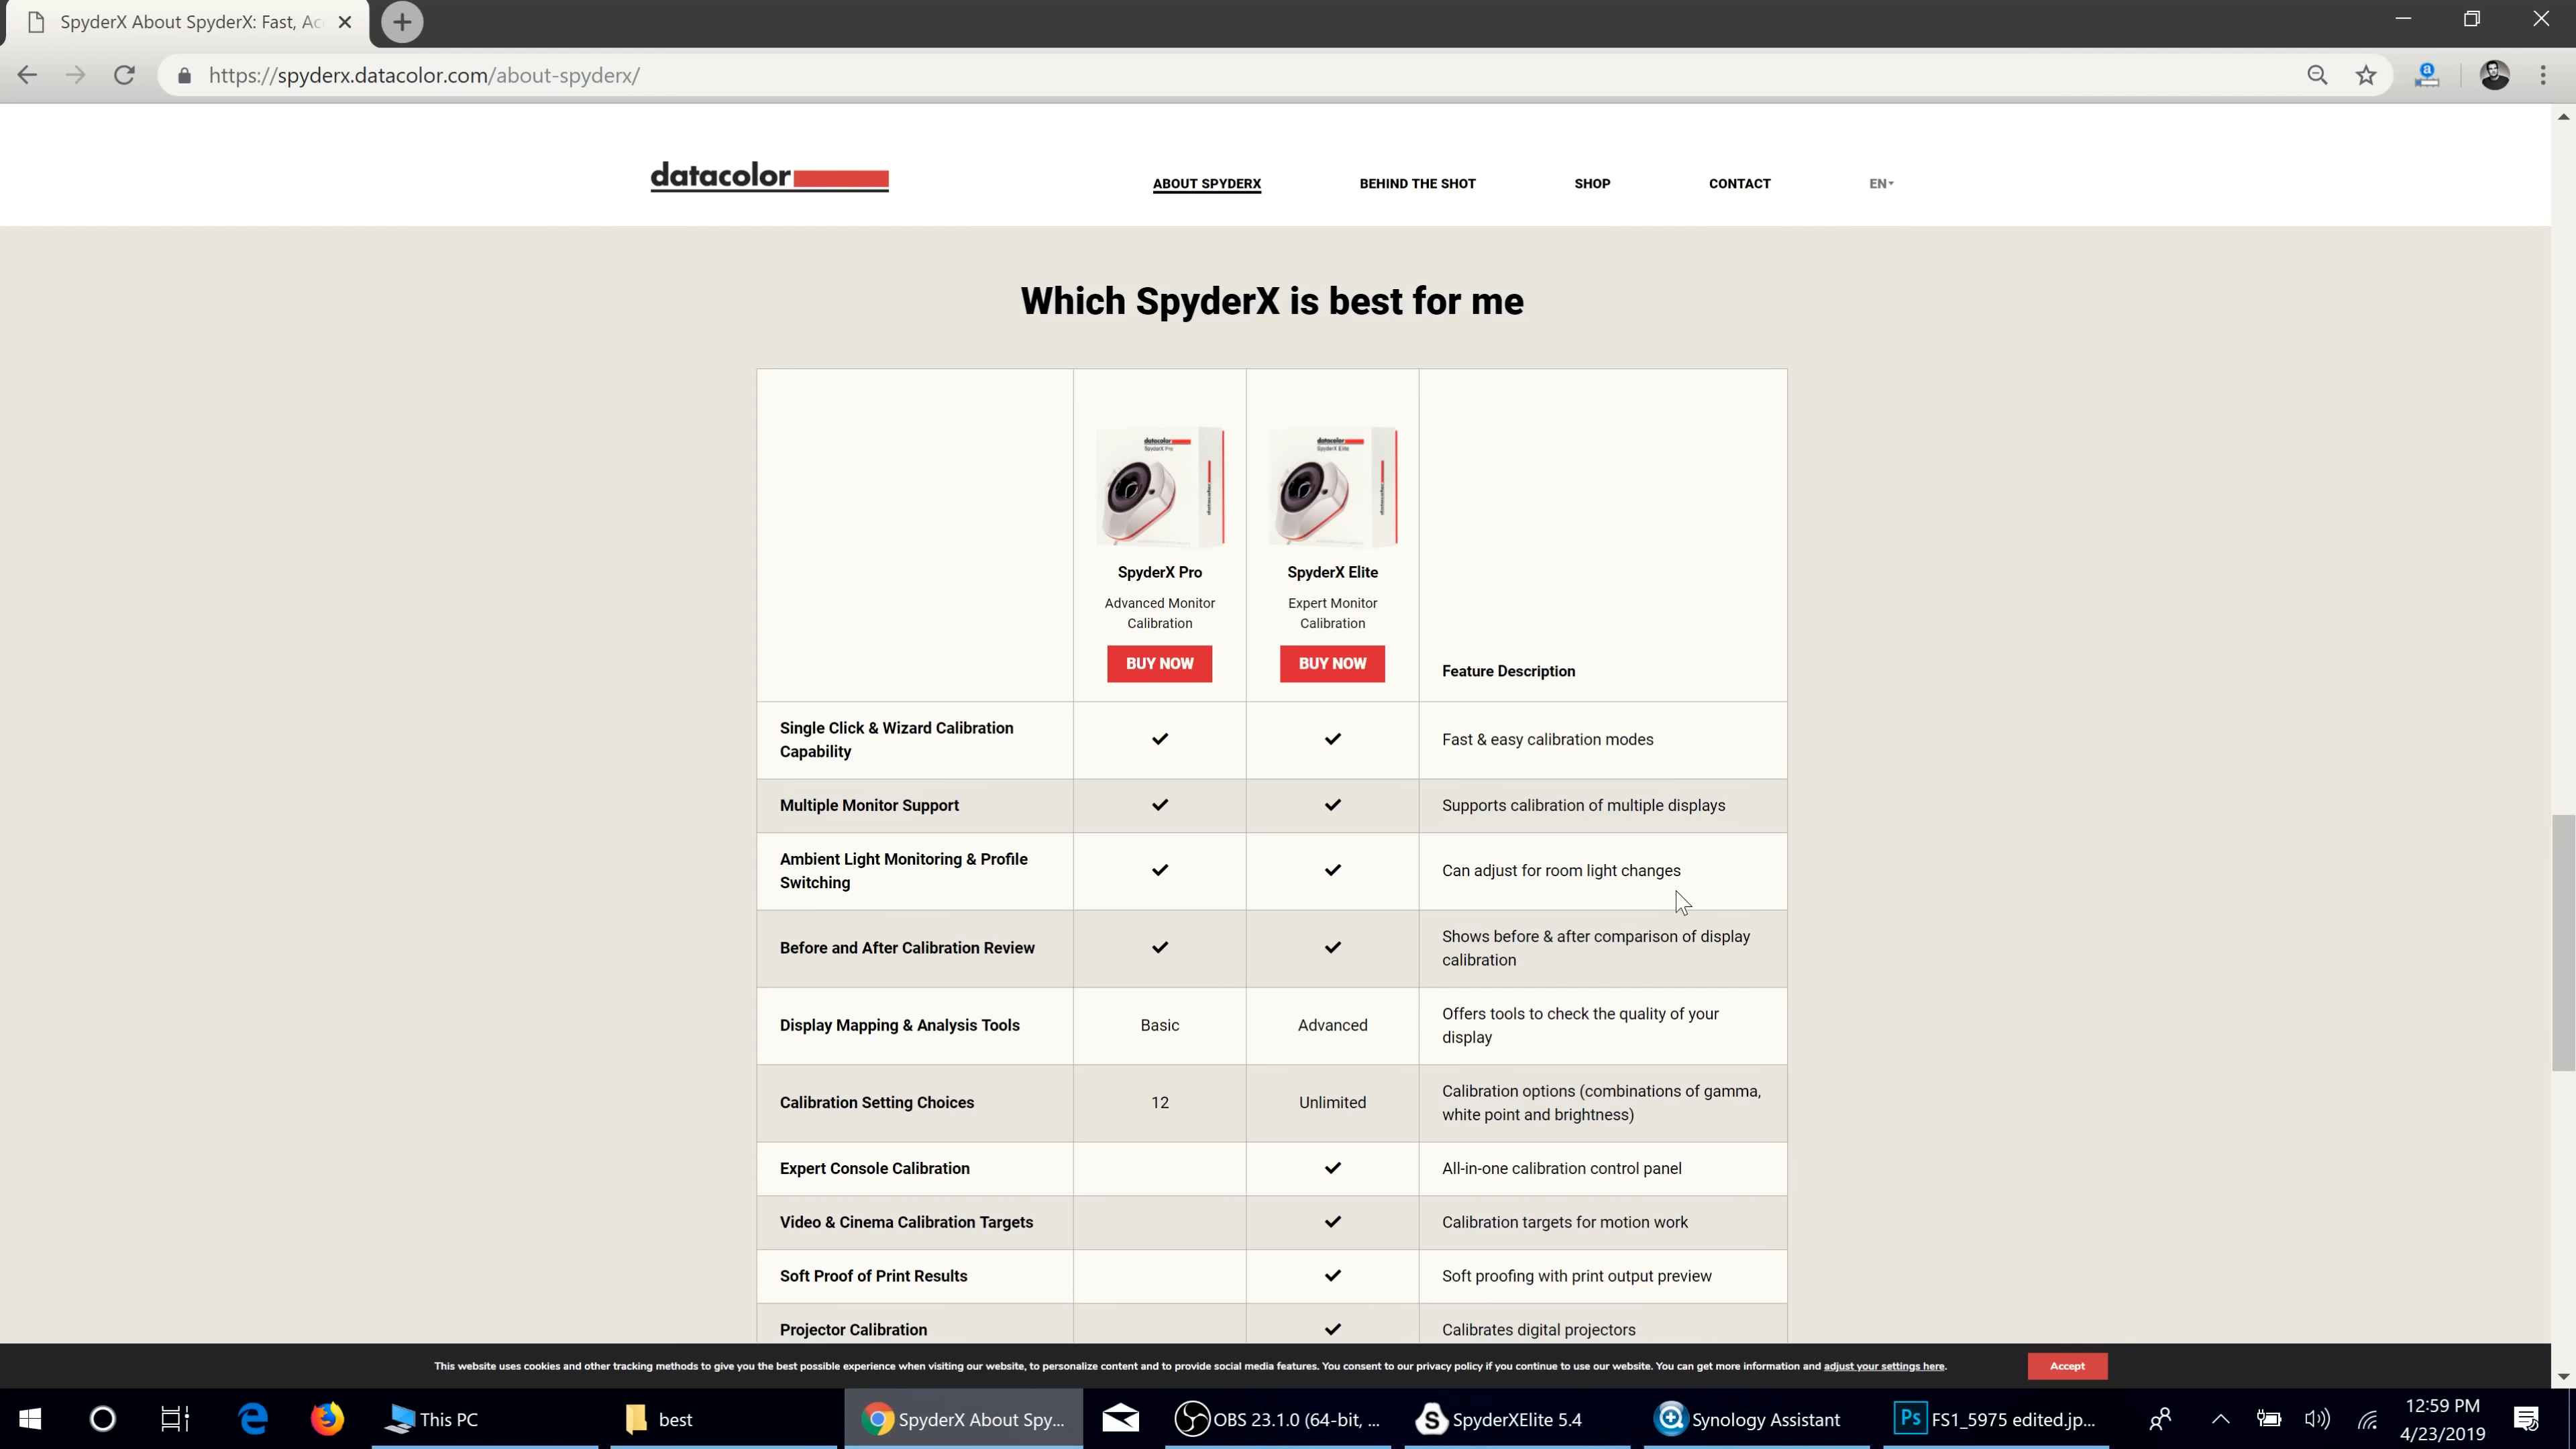 SpyderX About SpyderX: Fast, Acc
https://spyderx.datacolor.com/about-spyderx/
datacolor
ABOUT SPYDERX
BEHIND THE SHOT
SHOP
CONTACT
EN
Which SpyderX is best for me
datacolor
SpyderX Pro
datacolor
datacolor
SpyderX Elite
datacolor
SpyderX Pro
Advanced Monitor
Calibration
BUY NOW
SpyderX Elite
Expert Monitor
Calibration
BUY NOW
Feature Description
Single Click & Wizard Calibration
Capability
Fast & easy calibration modes
Multiple Monitor Support
Supports calibration of multiple displays
Ambient Light Monitoring & Profile
Switching
Can adjust for room light changes
Before and After Calibration Review
Shows before & after comparison of display
calibration
Display Mapping & Analysis Tools
Basic
Advanced
Offers tools to check the quality of your
display
Calibration Setting Choices
12
Unlimited
Calibration options (combinations of gamma,
white point and brightness)
Expert Console Calibration
All-in-one calibration control panel
Video & Cinema Calibration Targets
Calibration targets for motion work
Soft Proof of Print Results
Soft proofing with print output preview
Projector Calibration
Calibrates digital projectors
This website uses cookies and other tracking methods to give you the best possible experience when visiting our website, to personalize content and to provide social media features. You consent to our privacy policy if you continue to use our website. You can get more information and adjust your settings here.
Accept
This PC
best
SpyderX About Spy...
OBS 23.1.0 (64-bit, ...
S
SpyderXElite 5.4
Synology Assistant
Ps
FS1_5975 edited.jp...
12:59 PM
4/23/2019